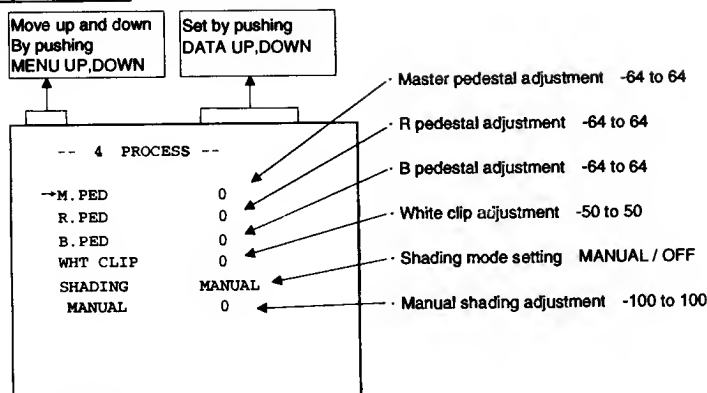 Move up and down
By pushing
MENU UP,DOWN
Set by pushing
DATA UP,DOWN
-- 4 PROCESS --
→M.PED 0
R.PED 0
B.PED 0
WHT CLIP 0
SHADING MANUAL
MANUAL 0
· Master pedestal adjustment -64 to 64
· R pedestal adjustment -64 to 64
· B pedestal adjustment -64 to 64
· White clip adjustment -50 to 50
· Shading mode setting MANUAL / OFF
· Manual shading adjustment -100 to 100